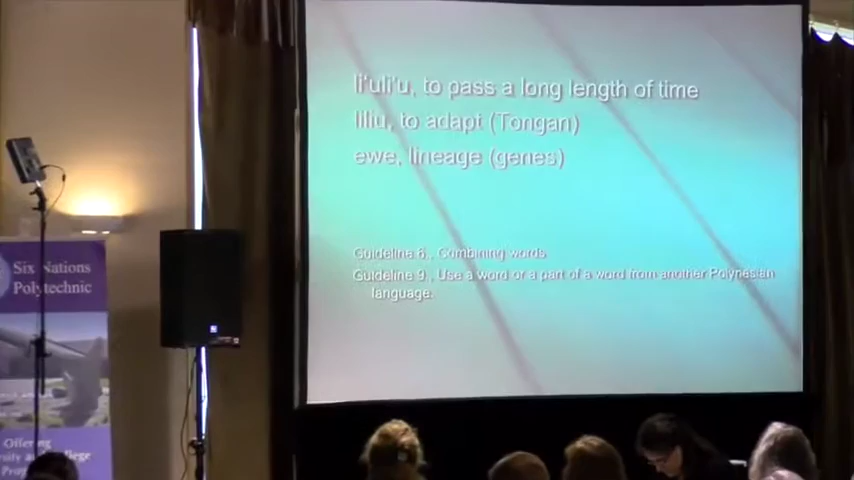 li'uli'u, to pass a long length of time
liliu, to adapt (Tongan)
ewe, lineage (genes)
Guideline 6., Combining words
Guideline 9., Use a word or a part of a word from another Polynesian
language.
Six Nations
Polytechnic
Offering